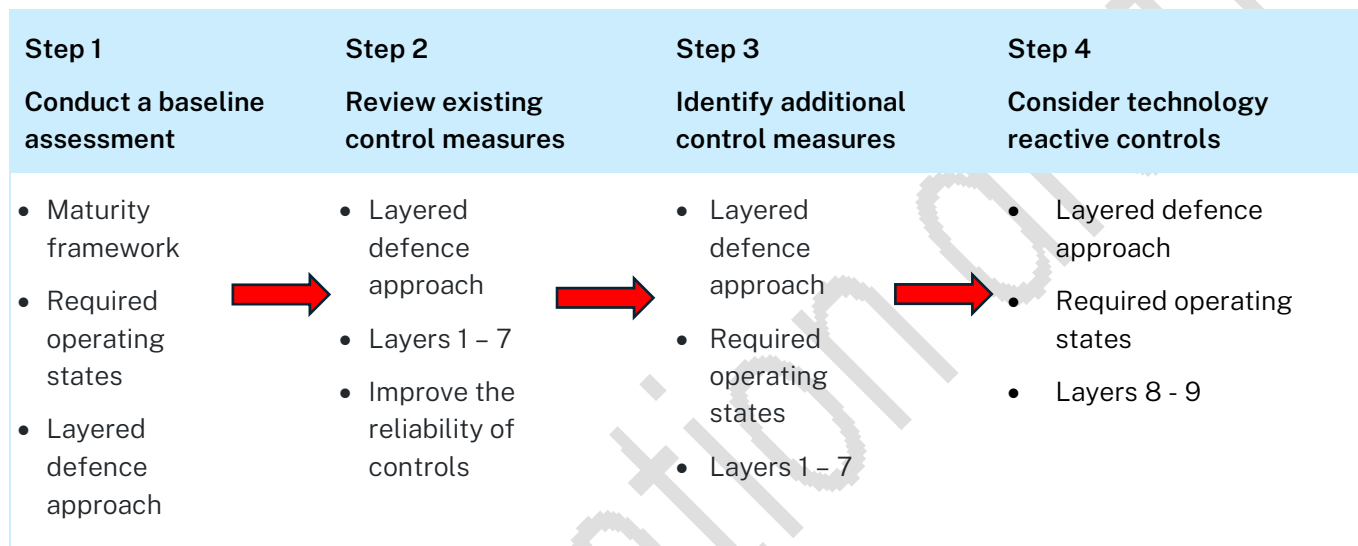 Step 1
Conduct a baseline
assessment
• Maturity
framework
• Required
operating
states
• Layered
defence
approach
Step 2
Review existing
control measures
• Layered
defence
approach
• Layers 1 – 7
• Improve the
reliability of
controls
Step 3
Identify additional
control measures
• Layered
defence
approach
• Required
operating
states
• Layers 1 – 7
Step 4
Consider technology
reactive controls
• Layered defence
approach
• Required operating
states
• Layers 8 - 9